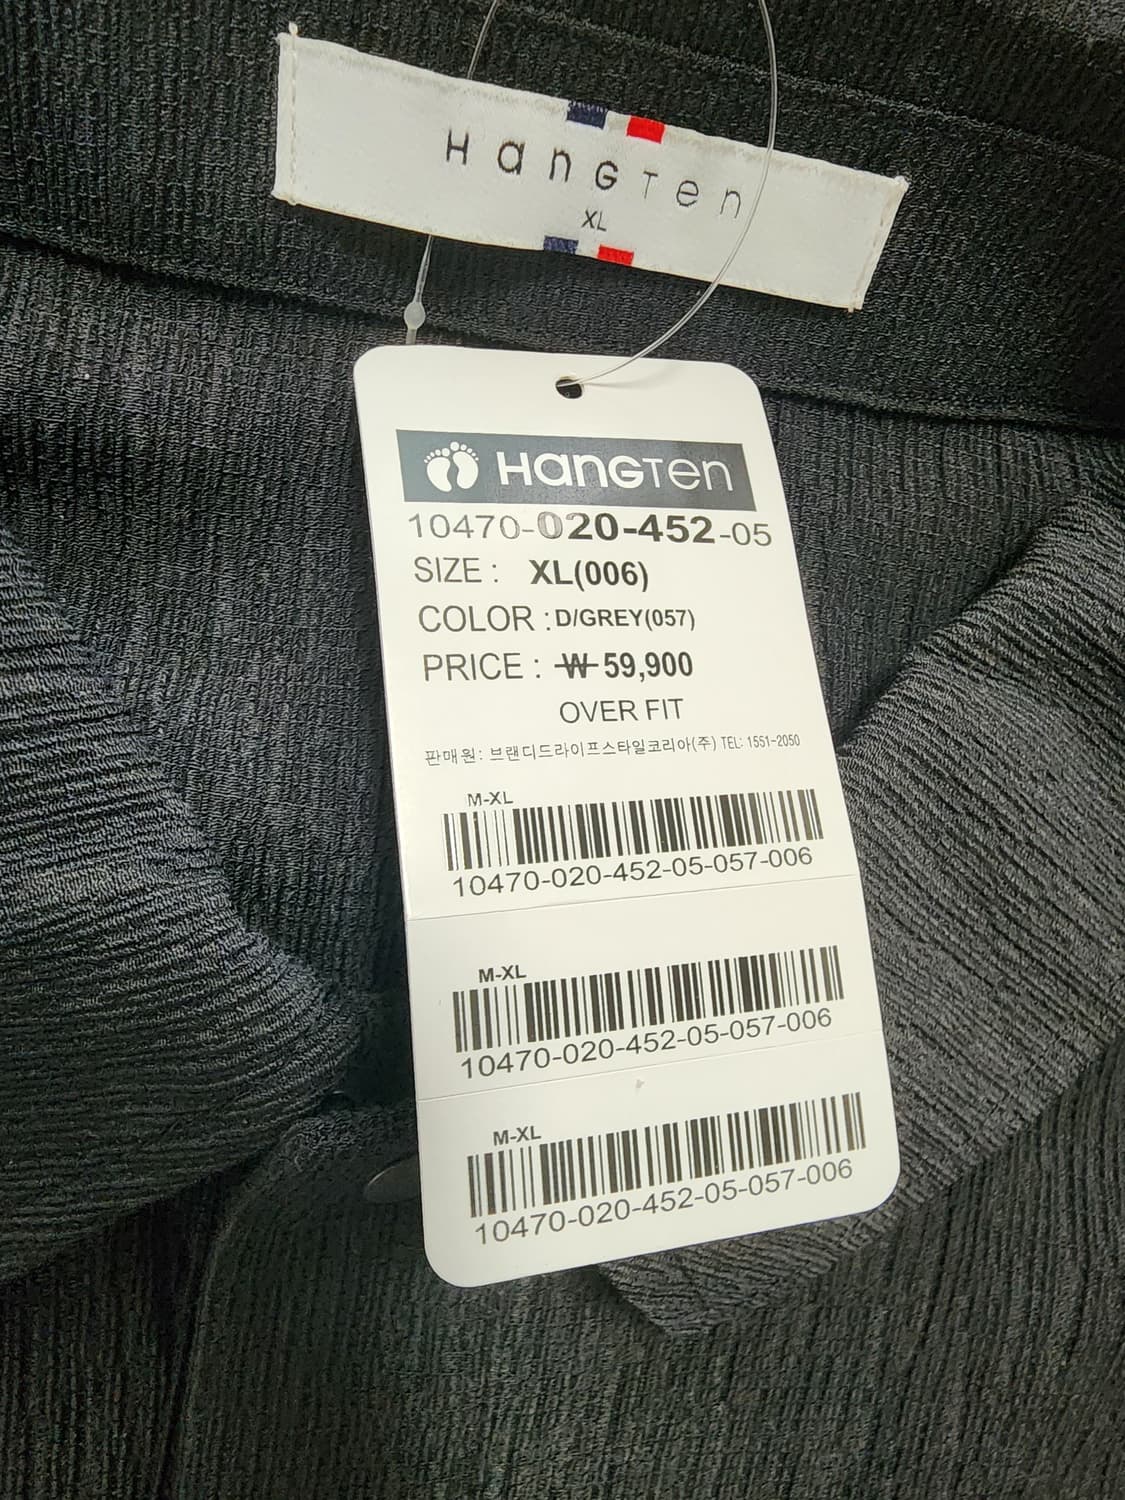 HangTen
XL
HangTen
10470-020-452-05
SIZE : XL(006)
COLOR : D/GREY(057)
PRICE : ₩ 59,900
OVER FIT
판매원: 브랜디드라이프스타일코리아(주) TEL: 1551-2050
M-XL
10470-020-452-05-057-006
M-XL
10470-020-452-05-057-006
M-XL
10470-020-452-05-057-006